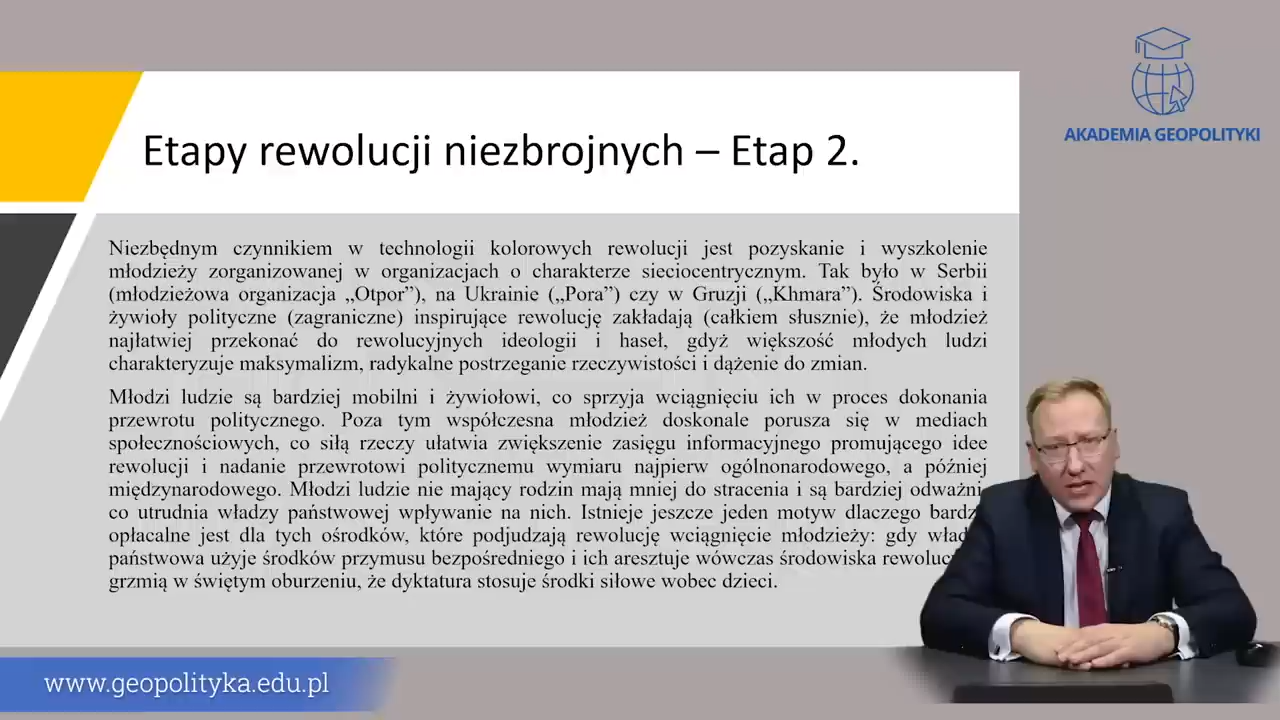 AKADEMIA GEOPOLITYKI
Etapy rewolucji niezbrojnych – Etap 2.
Niezbędnym czynnikiem w technologii kolorowych rewolucji jest pozyskanie i wyszkolenie
młodzieży zorganizowanej w organizacjach o charakterze sieciocentrycznym. Tak było w Serbii
(młodzieżowa organizacja „Otpor”), na Ukrainie („Pora”) czy w Gruzji („Khmara”). Środowiska i
żywioły polityczne (zagraniczne) inspirujące rewolucję zakładają (całkiem słusznie), że młodzież
najłatwiej przekonać do rewolucyjnych ideologii i haseł, gdyż większość młodych ludzi
charakteryzuje maksymalizm, radykalne postrzeganie rzeczywistości i dążenie do zmian.
Młodzi ludzie są bardziej mobilni i żywiołowi, co sprzyja wciągnięciu ich w proces dokonania
przewrotu politycznego. Poza tym współczesna młodzież doskonale porusza się w mediach
społecznościowych, co siłą rzeczy ułatwia zwiększenie zasięgu informacyjnego promującego idee
rewolucji i nadanie przewrotowi politycznemu wymiaru najpierw ogólnonarodowego, a później
międzynarodowego. Młodzi ludzie nie mający rodzin mają mniej do stracenia i są bardziej odważni,
co utrudnia władzy państwowej wpływanie na nich. Istnieje jeszcze jeden motyw dlaczego
opłacalne jest dla tych ośrodków, które podjudzają rewolucję wciągnięcie młodzieży: gdy
państwowa użyje środków przymusu bezpośredniego i ich aresztuje wówczas środowiska
grzmią w świętym oburzeniu, że dyktatura stosuje środki siłowe wobec dzieci.
www.geopolityka.edu.pl